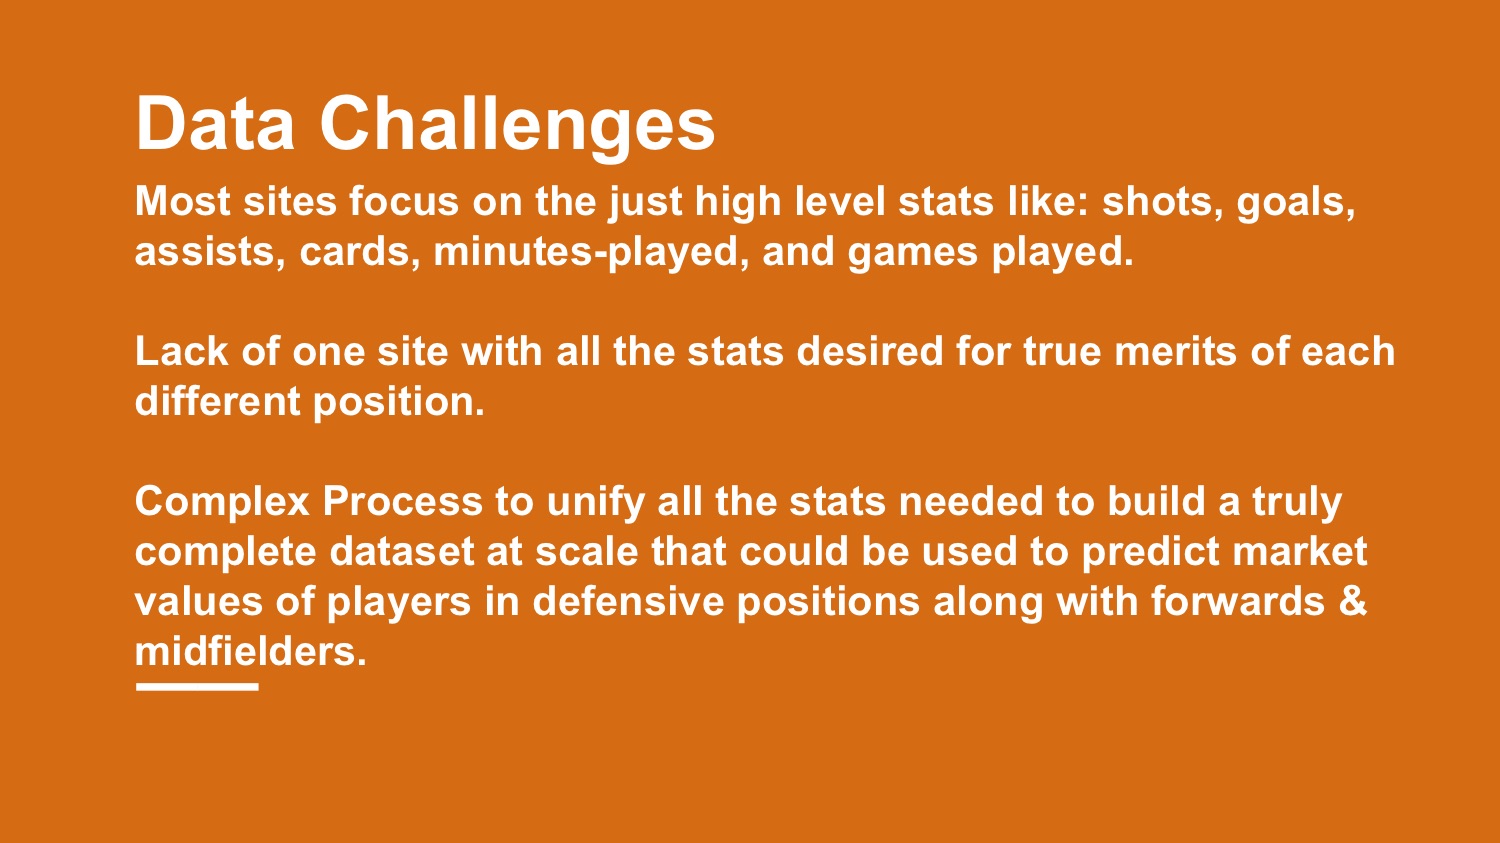 Data Challenges
Most sites focus on the just high level stats like: shots, goals,
assists, cards, minutes-played, and games played.
Lack of one site with all the stats desired for true merits of each
different position.
Complex Process to unify all the stats needed to build a truly
complete dataset at scale that could be used to predict market
values of players in defensive positions along with forwards &
midfielders.